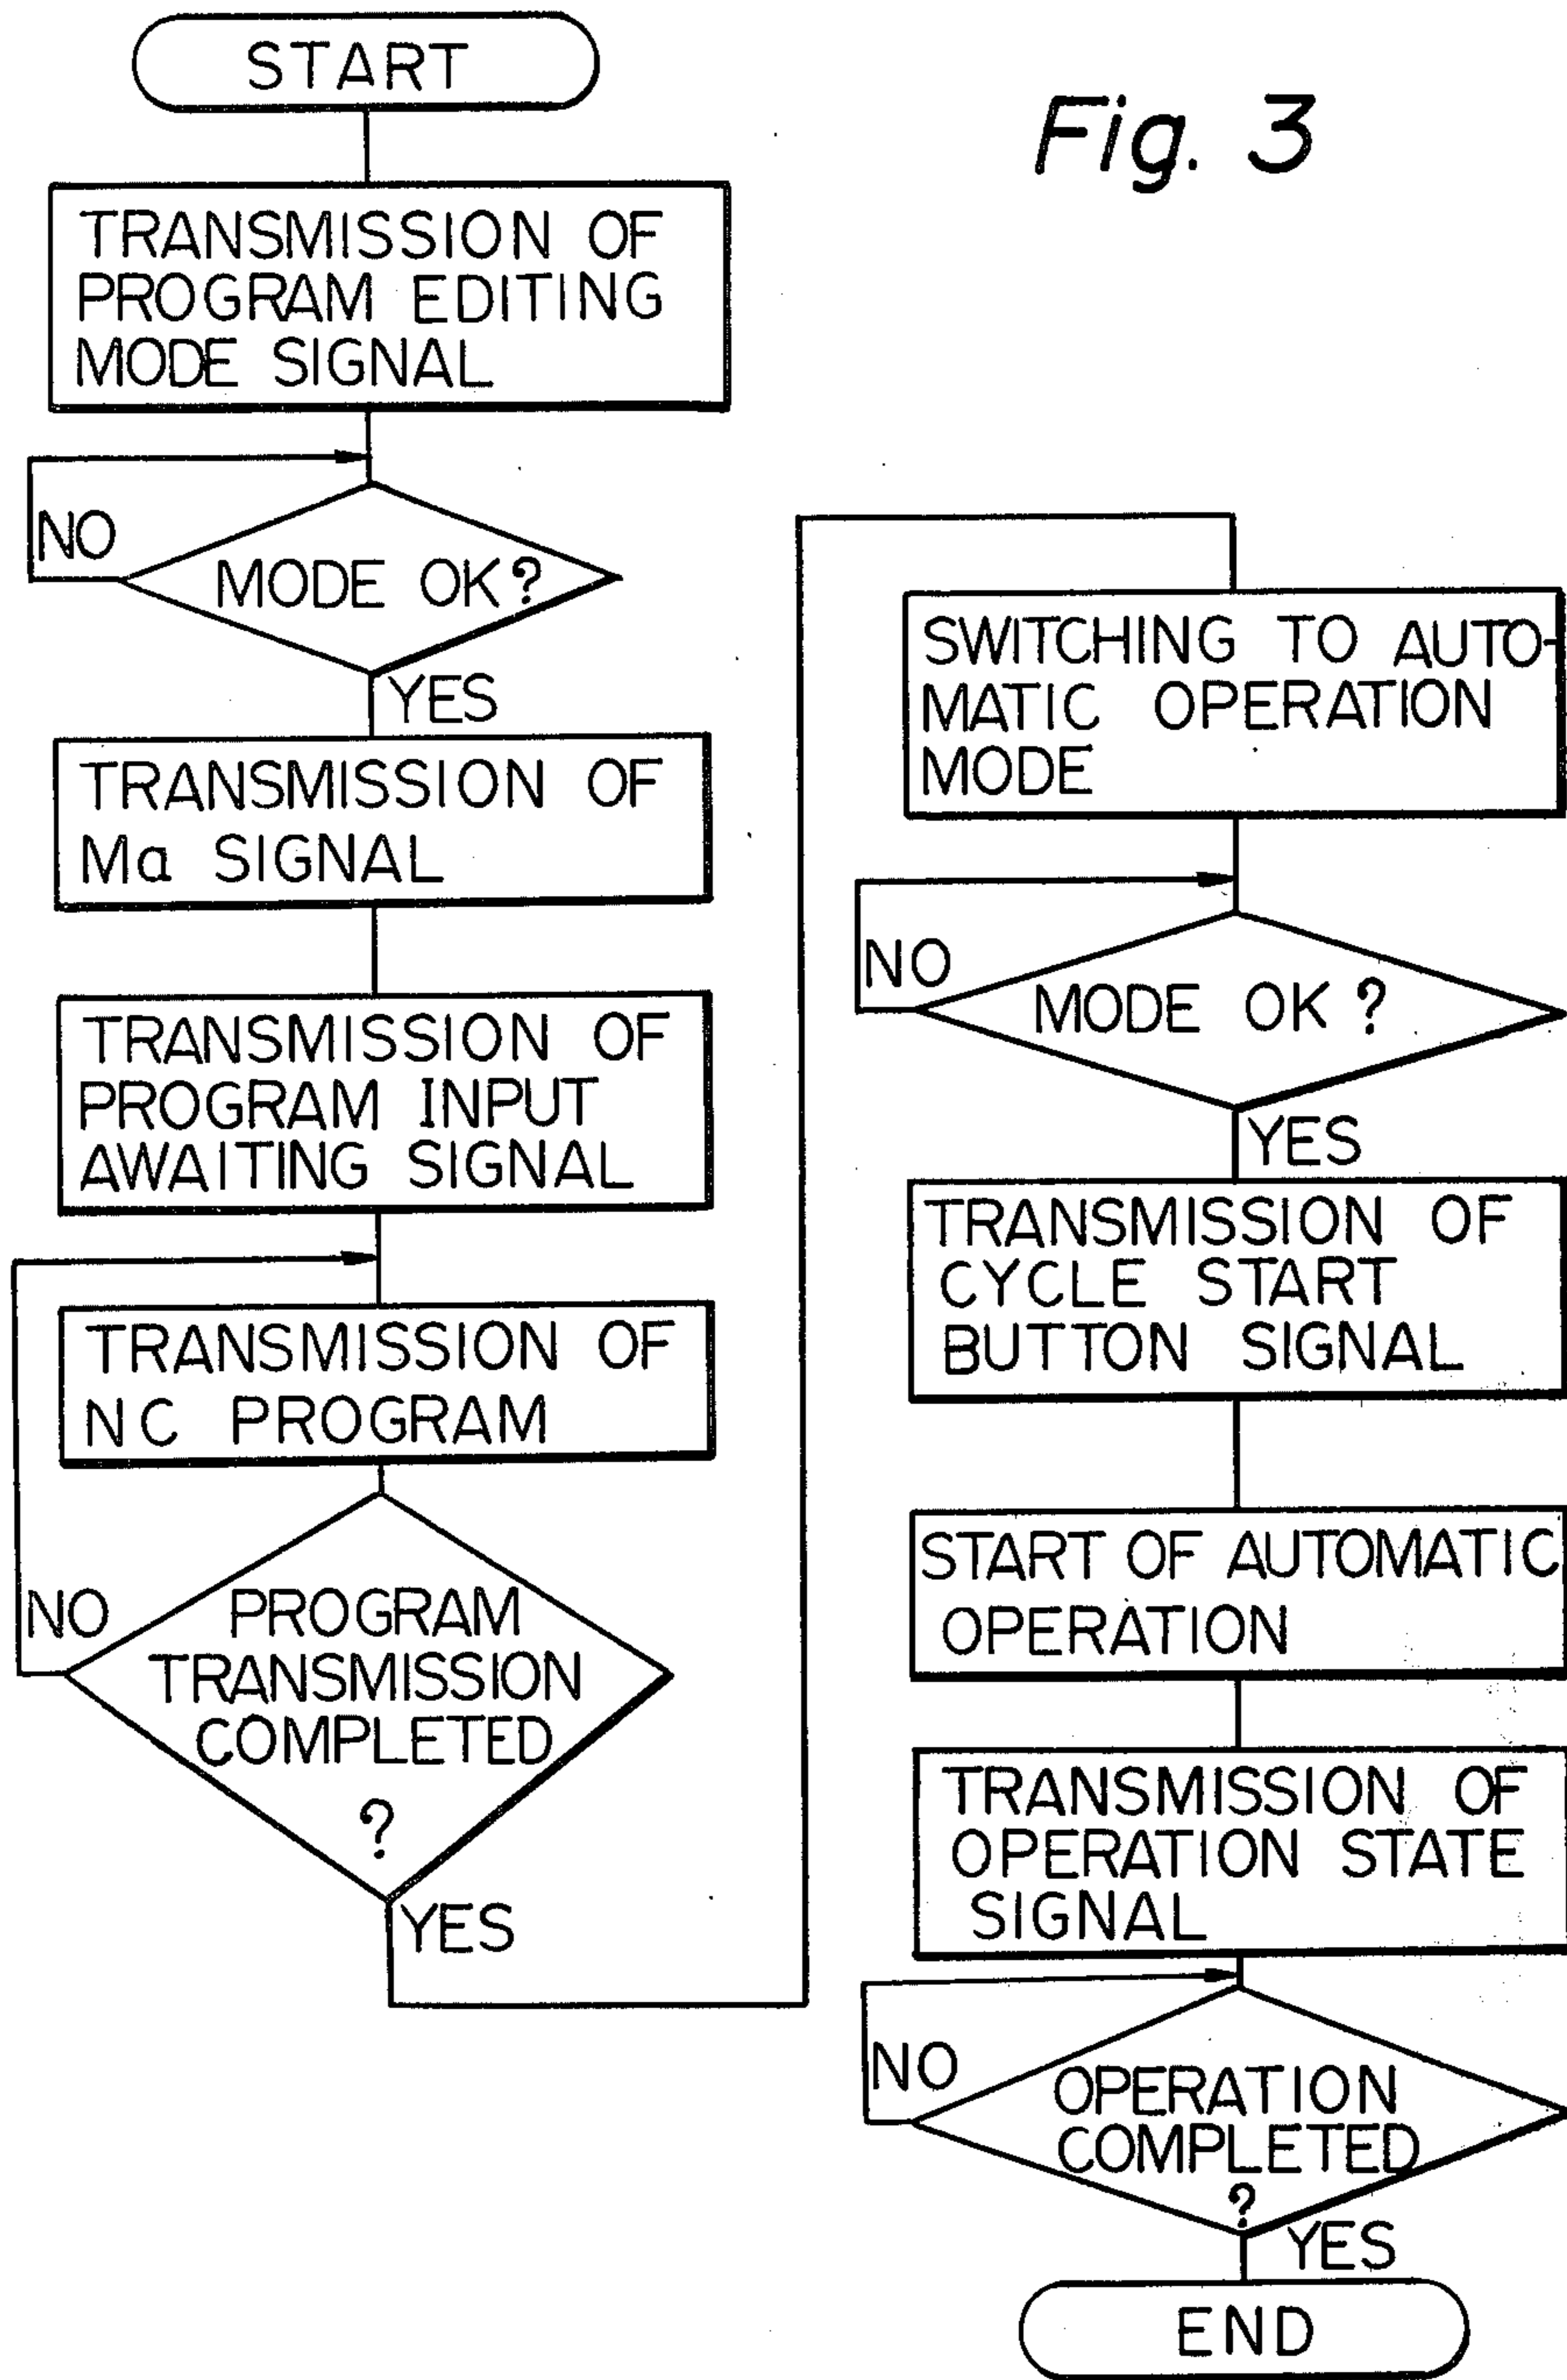 Fig. 3
START
TRANSMISSION OF
PROGRAM EDITING
MODE SIGNAL
NO
MODE OK?
YES
TRANSMISSION OF
Ma SIGNAL
TRANSMISSION OF
PROGRAM INPUT
AWAITING SIGNAL
TRANSMISSION OF
NC PROGRAM
NO
PROGRAM
TRANSMISSION
COMPLETED
?
YES
SWITCHING TO AUTO-
MATIC OPERATION
MODE
NO
MODE OK?
YES
TRANSMISSION OF
CYCLE START
BUTTON SIGNAL
START OF AUTOMATIC
OPERATION
TRANSMISSION OF
OPERATION STATE
SIGNAL
NO
OPERATION
COMPLETED
?
YES
END